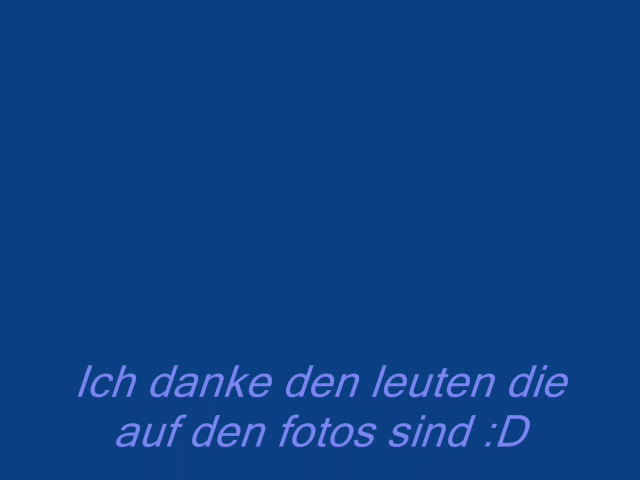 Ich danke den leuten die
auf den fotos sind :D